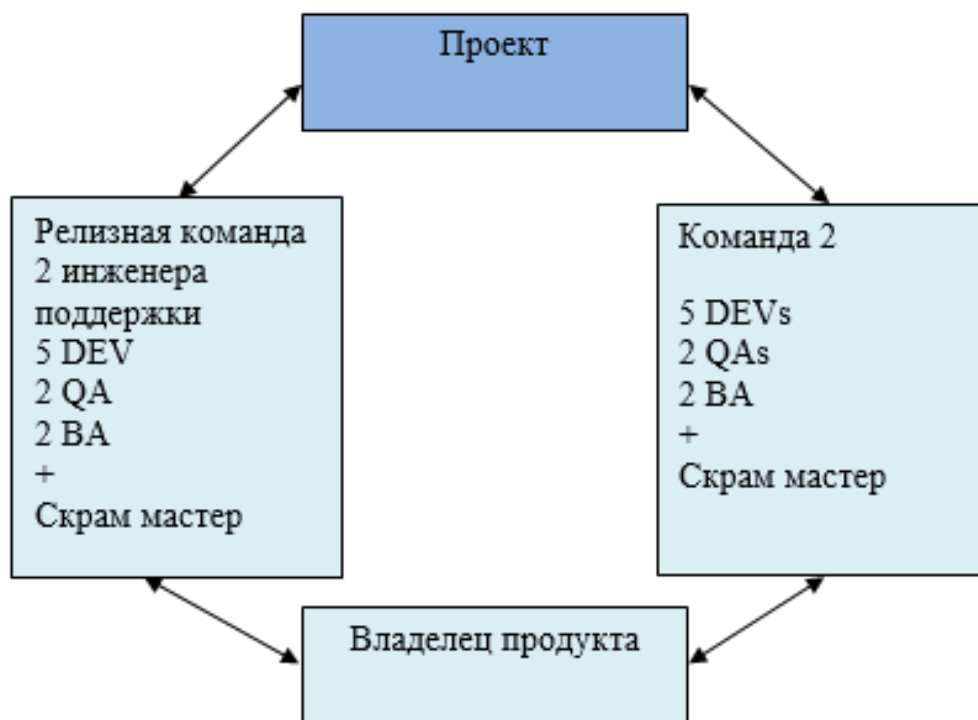 Проект
Релизная команда
2 инженера
поддержки
5 DEV
2 QA
2 BA
+
Скрам мастер
Команда 2
5 DEVs
2 QAs
2 BA
+
Скрам мастер
Владелец продукта